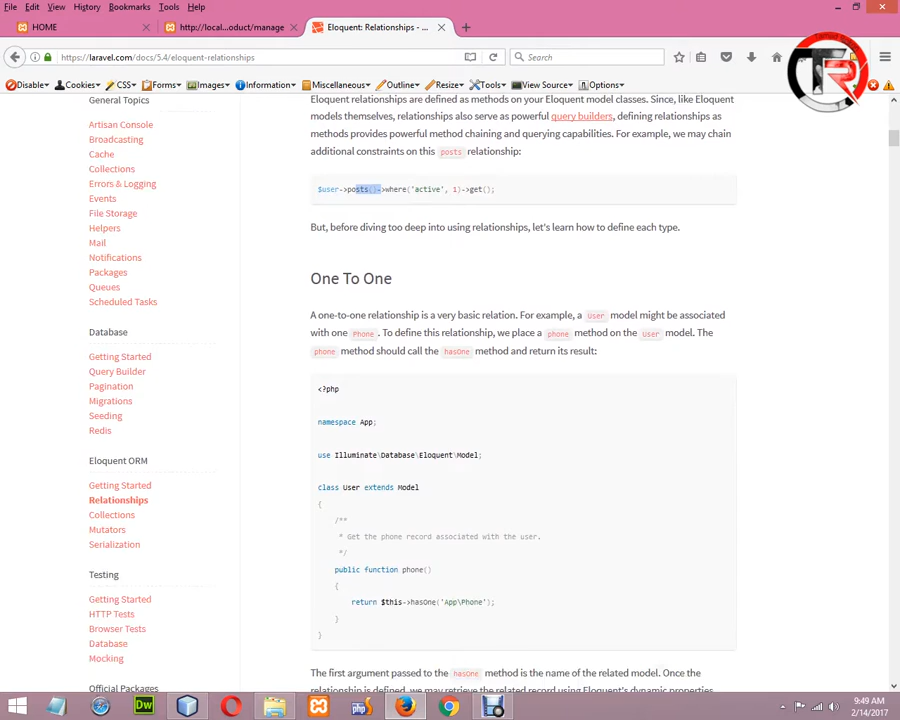 File Edit View History Bookmarks Tools Help
HOME
http://local...oduct/manage
Eloquent: Relationships - ...
https://laravel.com/docs/5.4/eloquent-relationships
Search
Disable Cookies CSS Forms Images Information Miscellaneous Outline Resize Tools View Source Options
General Topics
Artisan Console
Broadcasting
Cache
Collections
Errors & Logging
Events
File Storage
Helpers
Mail
Notifications
Packages
Queues
Scheduled Tasks
Database
Getting Started
Query Builder
Pagination
Migrations
Seeding
Redis
Eloquent ORM
Getting Started
Relationships
Collections
Mutators
Serialization
Testing
Getting Started
HTTP Tests
Browser Tests
Database
Mocking
Official Packages
Eloquent relationships are defined as methods on your Eloquent model classes. Since, like Eloquent
models themselves, relationships also serve as powerful query builders, defining relationships as
methods provides powerful method chaining and querying capabilities. For example, we may chain
additional constraints on this posts relationship:
$user->posts()->where('active', 1)->get();
But, before diving too deep into using relationships, let's learn how to define each type.
One To One
A one-to-one relationship is a very basic relation. For example, a User model might be associated
with one Phone. To define this relationship, we place a phone method on the User model. The
phone method should call the hasOne method and return its result:
<?php
namespace App;
use Illuminate\Database\Eloquent\Model;
class User extends Model
{
/**
* Get the phone record associated with the user.
*/
public function phone()
{
return $this->hasOne('App\Phone');
}
}
The first argument passed to the hasOne method is the name of the related model. Once the
relationship is defined, we may retrieve the related record using Eloquent's dynamic properties.
9:49 AM
2/14/2017